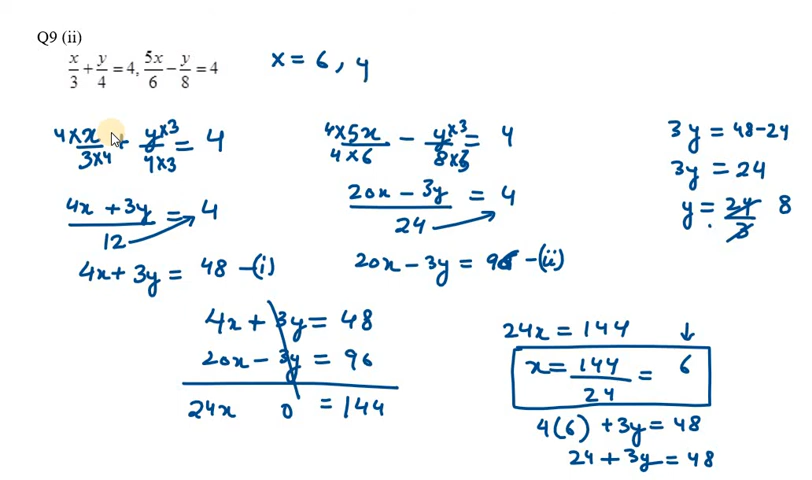 Q9 (ii)
x/3 + y/4 = 4, 5x/6 − y/8 = 4
x = 6, y
4×x/3×4 + y×3/4×3 = 4
4x + 3y/12 = 4
4x + 3y = 48 –(i)
4×5x/4×6 − y×3/8×3 = 4
20x − 3y/24 = 4
20x − 3y = 96 –(ii)
3y = 48−24
3y = 24
y = 24/3 8
4x + 3y = 48
20x − 3y = 96
24x 0 = 144
24x = 144 ↓
x = 144/24 = 6
4(6) + 3y = 48
24 + 3y = 48